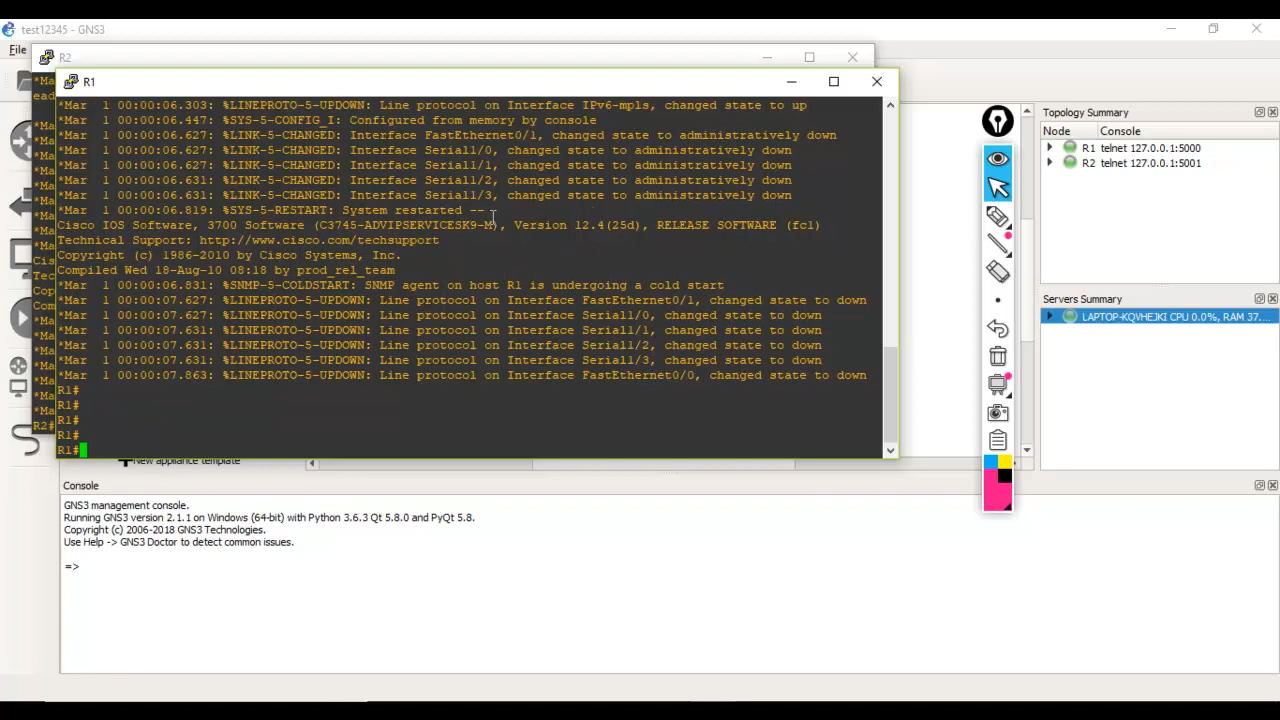 test12345 - GNS3
File
R2
R1
*Mar  1 00:00:06.303: %LINEPROTO-5-UPDOWN: Line protocol on Interface IPv6-mpls, changed state to up
*Mar  1 00:00:06.447: %SYS-5-CONFIG_I: Configured from memory by console
*Mar  1 00:00:06.627: %LINK-5-CHANGED: Interface FastEthernet0/1, changed state to administratively down
*Mar  1 00:00:06.627: %LINK-5-CHANGED: Interface Serial1/0, changed state to administratively down
*Mar  1 00:00:06.627: %LINK-5-CHANGED: Interface Serial1/1, changed state to administratively down
*Mar  1 00:00:06.631: %LINK-5-CHANGED: Interface Serial1/2, changed state to administratively down
*Mar  1 00:00:06.631: %LINK-5-CHANGED: Interface Serial1/3, changed state to administratively down
*Mar  1 00:00:06.819: %SYS-5-RESTART: System restarted --
Cisco IOS Software, 3700 Software (C3745-ADVIPSERVICESK9-M), Version 12.4(25d), RELEASE SOFTWARE (fc1)
Technical Support: http://www.cisco.com/techsupport
Copyright (c) 1986-2010 by Cisco Systems, Inc.
Compiled Wed 18-Aug-10 08:18 by prod_rel_team
*Mar  1 00:00:06.831: %SNMP-5-COLDSTART: SNMP agent on host R1 is undergoing a cold start
*Mar  1 00:00:07.627: %LINEPROTO-5-UPDOWN: Line protocol on Interface FastEthernet0/1, changed state to down
*Mar  1 00:00:07.627: %LINEPROTO-5-UPDOWN: Line protocol on Interface Serial1/0, changed state to down
*Mar  1 00:00:07.631: %LINEPROTO-5-UPDOWN: Line protocol on Interface Serial1/1, changed state to down
*Mar  1 00:00:07.631: %LINEPROTO-5-UPDOWN: Line protocol on Interface Serial1/2, changed state to down
*Mar  1 00:00:07.631: %LINEPROTO-5-UPDOWN: Line protocol on Interface Serial1/3, changed state to down
*Mar  1 00:00:07.863: %LINEPROTO-5-UPDOWN: Line protocol on Interface FastEthernet0/0, changed state to down
R1#
R1#
R1#
R1#
R1#
R2#
New appliance template
Topology Summary
Node Console
R1 telnet 127.0.0.1:5000
R2 telnet 127.0.0.1:5001
Servers Summary
LAPTOP-KQVHEJKI CPU 0.0%, RAM 37....
Console
GNS3 management console.
Running GNS3 version 2.1.1 on Windows (64-bit) with Python 3.6.3 Qt 5.8.0 and PyQt 5.8.
Copyright (c) 2006-2018 GNS3 Technologies.
Use Help -> GNS3 Doctor to detect common issues.
=>